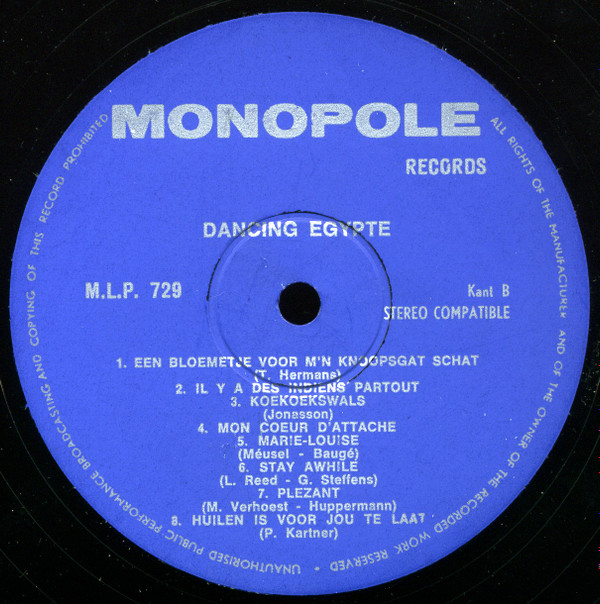 MONOPOLE
RECORDS
DANCING EGYPTE
M.L.P. 729
Kant B
STEREO COMPATIBLE
1. EEN BLOEMETJE VOOR M'N KNOOPSGAT SCHAT
(T. Hermans)
2. IL Y A DES INDIENS PARTOUT
3. KOEKOEKSWALS
(Jonasson)
4. MON COEUR D'ATTACHE
5. MARIE-LOUISE
(Méusel - Baugé)
6. STAY AWHILE
(L. Reed - G. Steffens)
7. PLEZANT
(M. Verhoest - Huppermann)
8. HUILEN IS VOOR JOU TE LAAT
(P. Kartner)
ALL RIGHTS OF THE MANUFACTURER AND OF THE OWNER OF THE RECORDED WORK RESERVED • UNAUTHORISED PUBLIC PERFORMANCE BROADCASTING AND COPYING OF THIS RECORD PROHIBITED